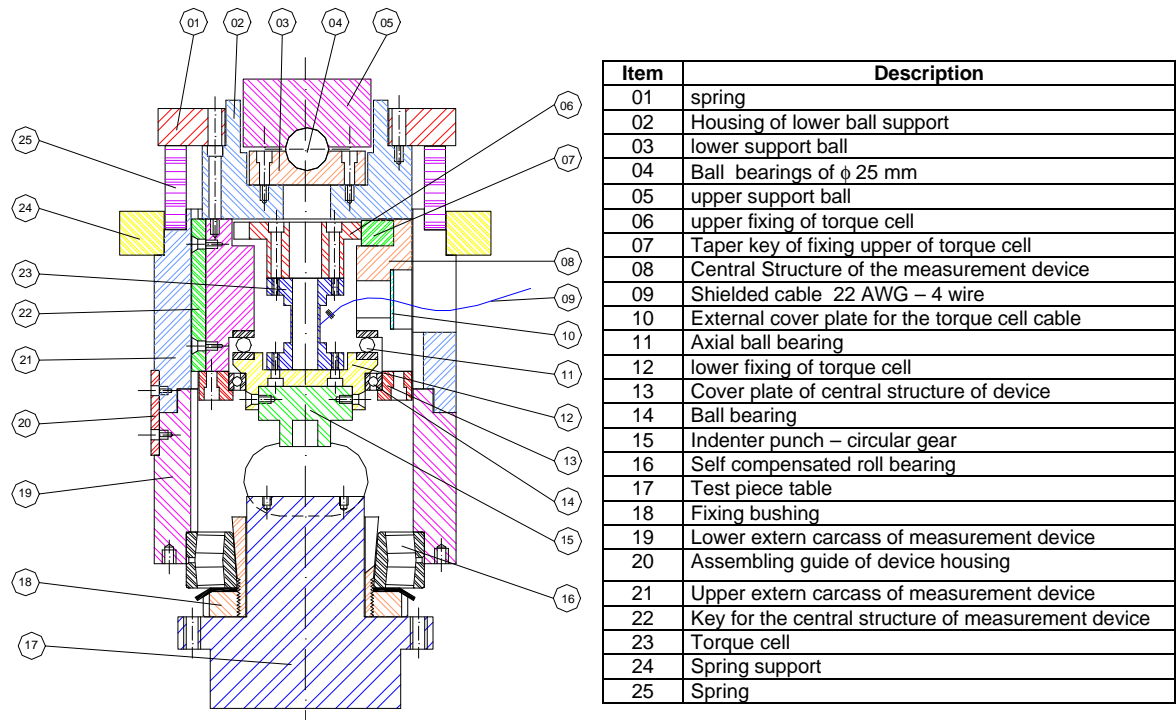 01 02 03 04 05
06
25
07
24
23
08
09
22
10
21
11
12
20
13
19
14
15
18
16
17
Item Description
01 spring
02 Housing of lower ball support
03 lower support ball
04 Ball bearings of ϕ 25 mm
05 upper support ball
06 upper fixing of torque cell
07 Taper key of fixing upper of torque cell
08 Central Structure of the measurement device
09 Shielded cable 22 AWG – 4 wire
10 External cover plate for the torque cell cable
11 Axial ball bearing
12 lower fixing of torque cell
13 Cover plate of central structure of device
14 Ball bearing
15 Indenter punch – circular gear
16 Self compensated roll bearing
17 Test piece table
18 Fixing bushing
19 Lower extern carcass of measurement device
20 Assembling guide of device housing
21 Upper extern carcass of measurement device
22 Key for the central structure of measurement device
23 Torque cell
24 Spring support
25 Spring